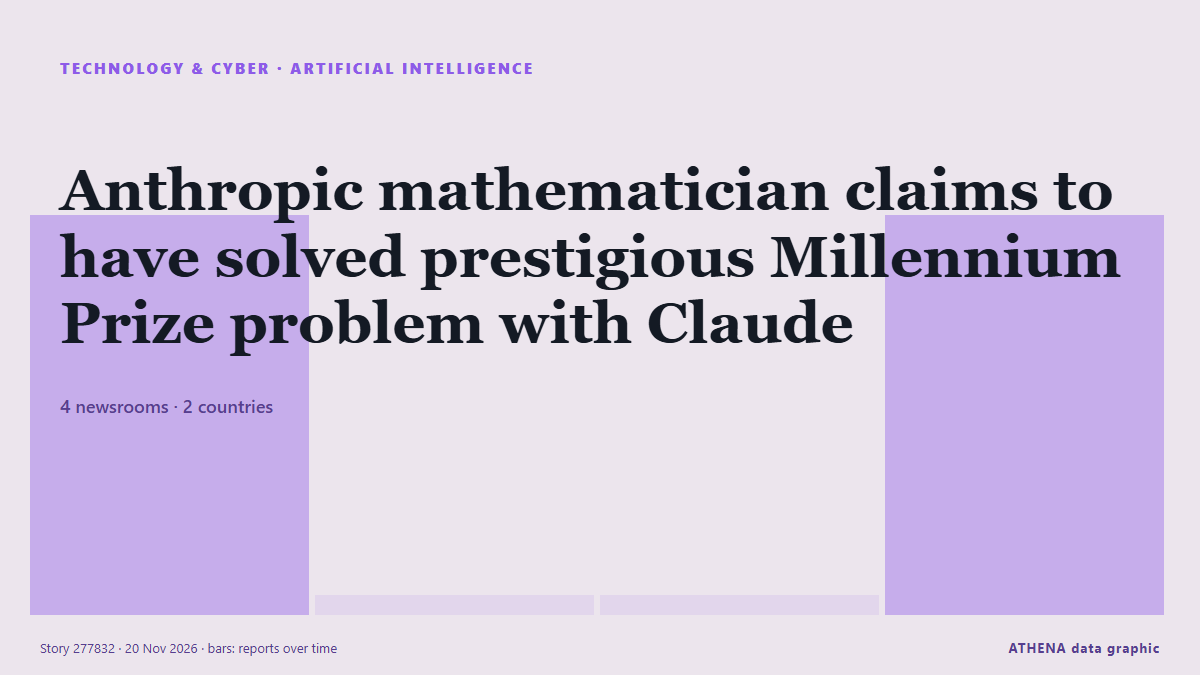 TECHNOLOGY & CYBER · ARTIFICIAL INTELLIGENCE
Anthropic mathematician claims to
have solved prestigious Millennium
Prize problem with Claude
4 newsrooms · 2 countries
Story 277832 · 20 Nov 2026 · bars: reports over time
ATHENA data graphic